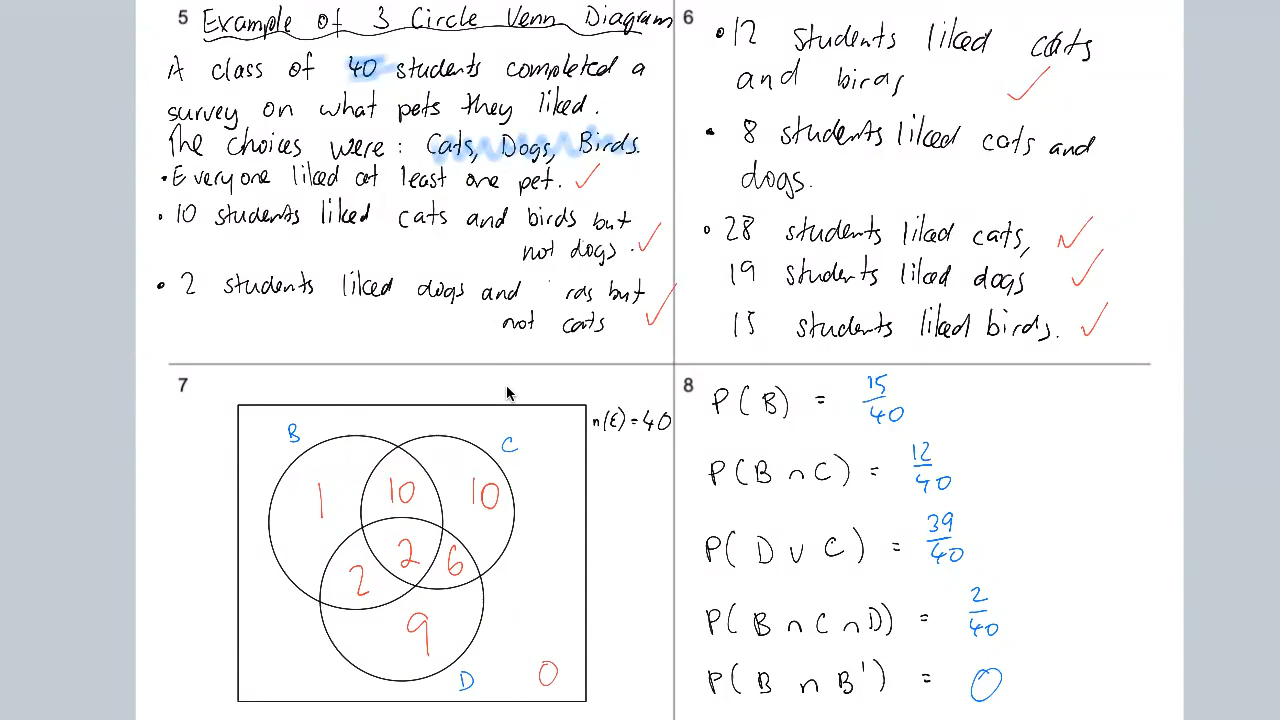 5 Example of 3 Circle Venn Diagram
A class of 40 students completed a
survey on what pets they liked.
The choices were: Cats, Dogs, Birds.
• Everyone liked at least one pet. ✓
• 10 students liked cats and birds but
not dogs. ✓
• 2 students liked dogs and rds but
not cats ✓
6
• 12 students liked cats
and birds ✓
• 8 students liked cats and
dogs.
• 28 students liked cats, ✓
19 students liked dogs ✓
15 students liked birds. ✓
7
n(ℰ) = 40
B
C
1 10 10
2 2 6
9
D
0
8
P(B) = 15/40
P(B ∩ C) = 12/40
P(D ∪ C) = 39/40
P(B ∩ C ∩ D) = 2/40
P(B ∩ B') = 0